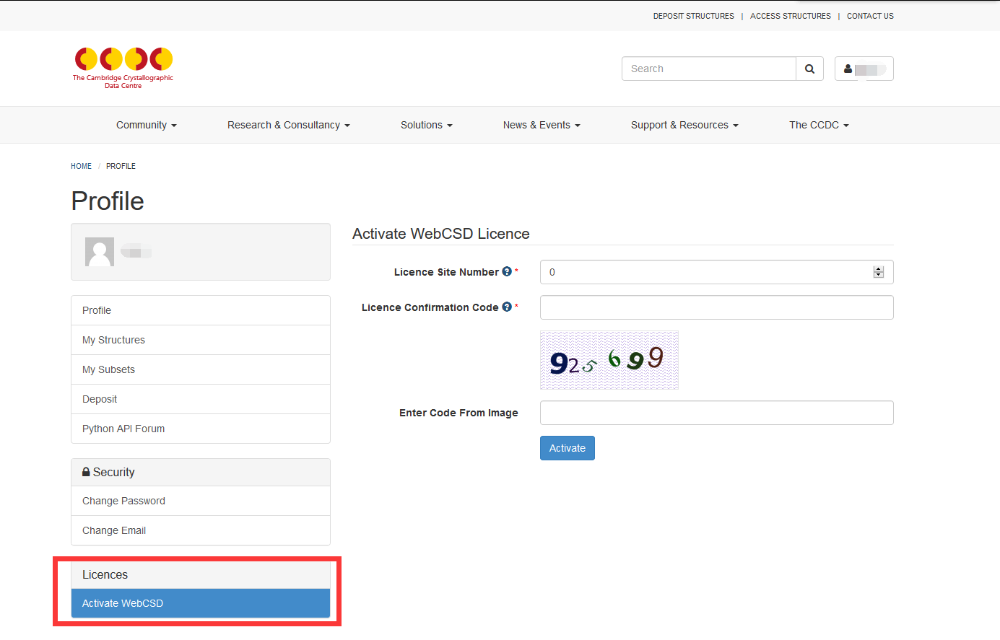 DEPOSIT STRUCTURES | ACCESS STRUCTURES | CONTACT US
The Cambridge Crystallographic
Data Centre
Search
Community
Research & Consultancy
Solutions
News & Events
Support & Resources
The CCDC
HOME / PROFILE
Profile
Profile
My Structures
My Subsets
Deposit
Python API Forum
Security
Change Password
Change Email
Licences
Activate WebCSD
Activate WebCSD Licence
Licence Site Number ? *
0
Licence Confirmation Code ? *
925699
Enter Code From Image
Activate